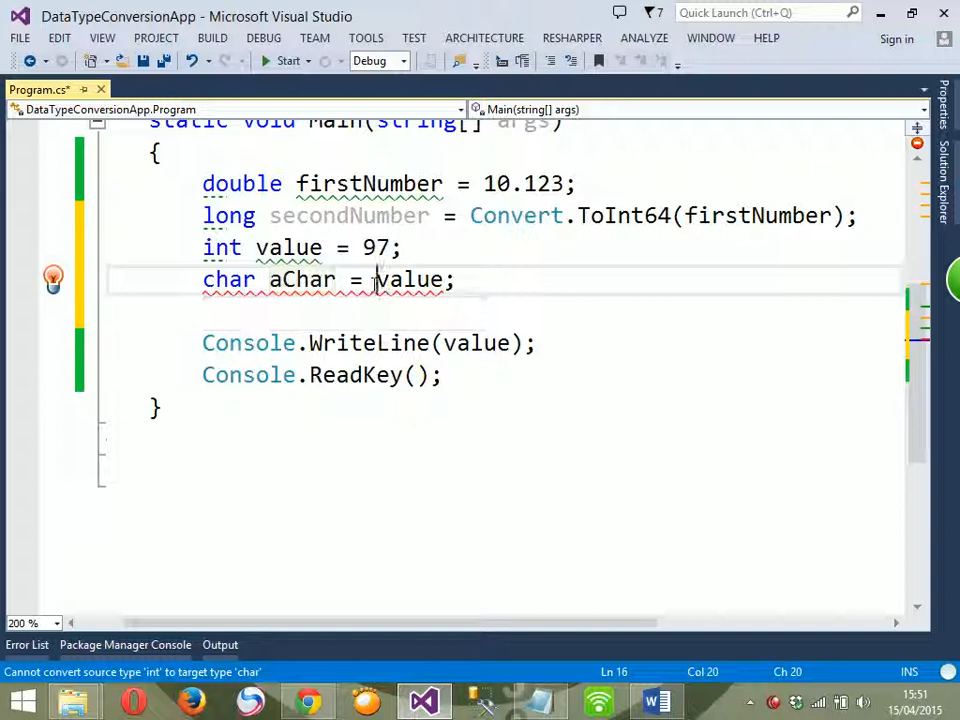 DataTypeConversionApp - Microsoft Visual Studio
7
Quick Launch (Ctrl+Q)
FILE EDIT VIEW PROJECT BUILD DEBUG TEAM TOOLS TEST ARCHITECTURE RESHARPER ANALYZE WINDOW HELP
Sign in
Start Debug
Program.cs*
DataTypeConversionApp.Program
Main(string[] args)
static void Main(string[] args)
{
double firstNumber = 10.123;
long secondNumber = Convert.ToInt64(firstNumber);
int value = 97;
char aChar = value;
Console.WriteLine(value);
Console.ReadKey();
}
Properties
Solution Explorer
200 %
Error List Package Manager Console Output
Cannot convert source type 'int' to target type 'char'
Ln 16 Col 20 Ch 20 INS
15:51
15/04/2015